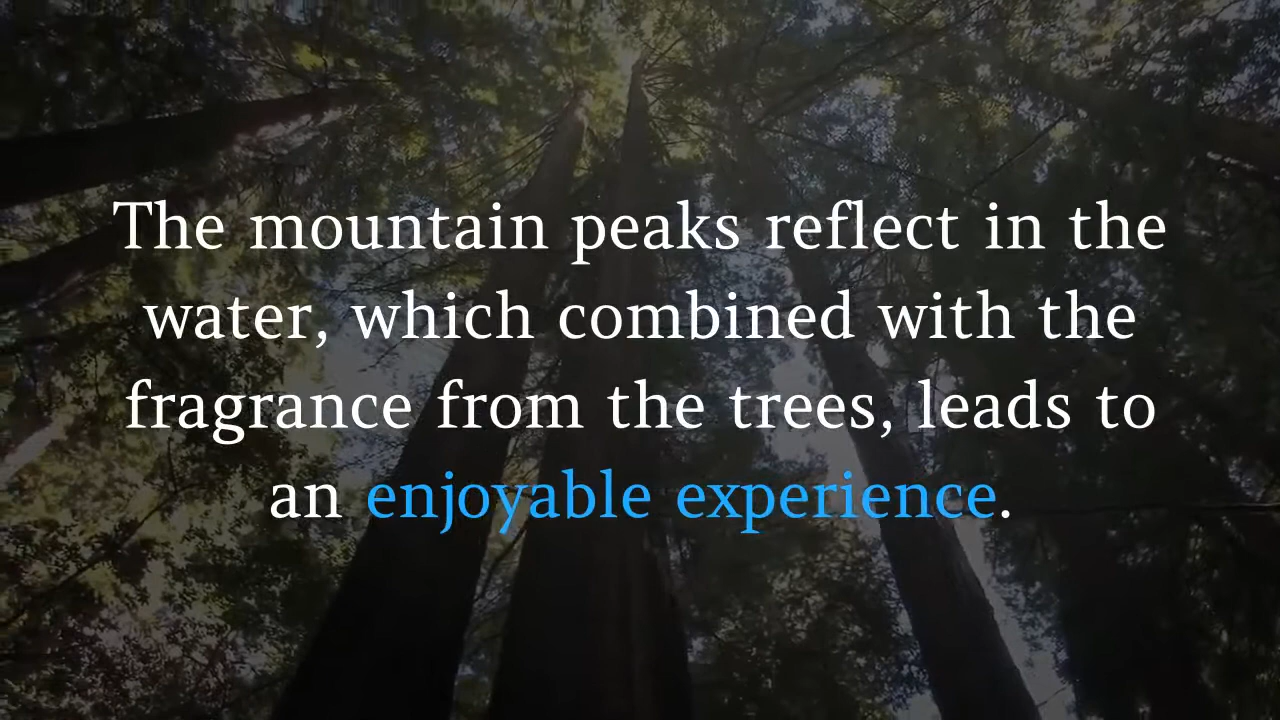 The mountain peaks reflect in the
water, which combined with the
fragrance from the trees, leads to
an enjoyable experience.